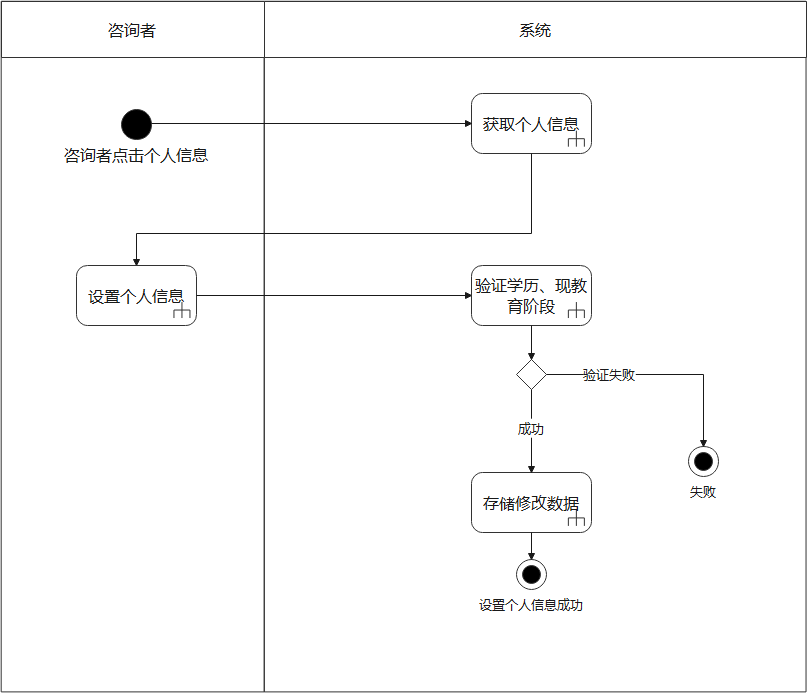 咨询者
系统
获取个人信息
咨询者点击个人信息
设置个人信息
验证学历、现教
育阶段
验证失败
成功
失败
存储修改数据
设置个人信息成功